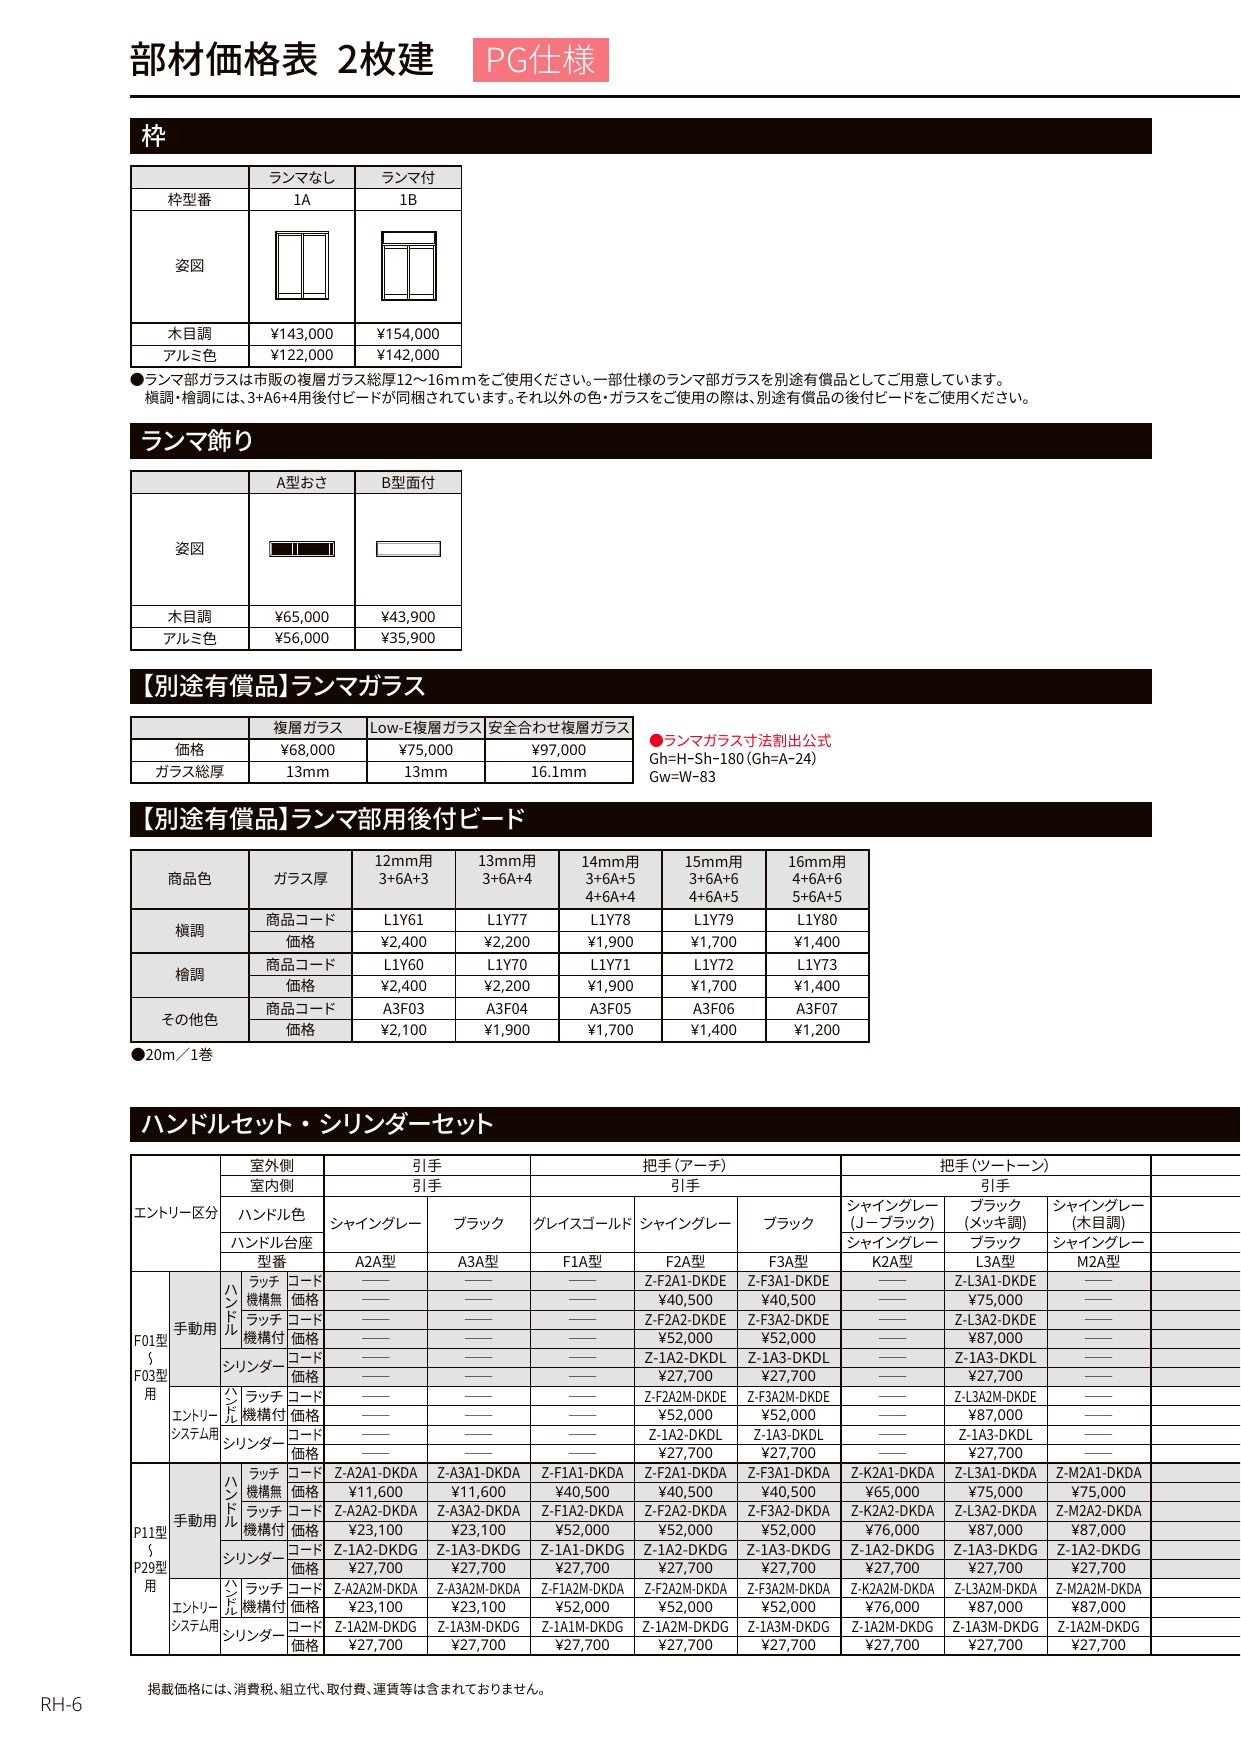 部材価格表 2枚建 PG仕様
枠
ランマなし ランマ付
枠型番 1A 1B
姿図
木目調 ¥143,000 ¥154,000
アルミ色 ¥122,000 ¥142,000
●ランマ部ガラスは市販の複層ガラス総厚12～16mmをご使用ください。一部仕様のランマ部ガラスを別途有償品としてご用意しています。
槇調・檜調には、3+A6+4用後付ビードが同梱されています。それ以外の色・ガラスをご使用の際は、別途有償品の後付ビードをご使用ください。
ランマ飾り
A型おさ B型面付
姿図
木目調 ¥65,000 ¥43,900
アルミ色 ¥56,000 ¥35,900
【別途有償品】ランマガラス
複層ガラス Low-E複層ガラス 安全合わせ複層ガラス
価格 ¥68,000 ¥75,000 ¥97,000
ガラス総厚 13mm 13mm 16.1mm
●ランマガラス寸法割出公式
Gh=H−Sh−180（Gh=A−24）
Gw=W−83
【別途有償品】ランマ部用後付ビード
商品色 ガラス厚 12mm用 3+6A+3 13mm用 3+6A+4 14mm用 3+6A+5 4+6A+4 15mm用 3+6A+6 4+6A+5 16mm用 4+6A+6 5+6A+5
槇調 商品コード L1Y61 L1Y77 L1Y78 L1Y79 L1Y80
価格 ¥2,400 ¥2,200 ¥1,900 ¥1,700 ¥1,400
檜調 商品コード L1Y60 L1Y70 L1Y71 L1Y72 L1Y73
価格 ¥2,400 ¥2,200 ¥1,900 ¥1,700 ¥1,400
その他色 商品コード A3F03 A3F04 A3F05 A3F06 A3F07
価格 ¥2,100 ¥1,900 ¥1,700 ¥1,400 ¥1,200
●20m／1巻
ハンドルセット・シリンダーセット
エントリー区分 室外側 引手 把手（アーチ） 把手（ツートーン）
室内側 引手 引手 引手
ハンドル色 シャイングレー ブラック グレイスゴールド シャイングレー ブラック シャイングレー（J−ブラック） ブラック（メッキ調） シャイングレー（木目調）
ハンドル台座 シャイングレー ブラック シャイングレー
型番 A2A型 A3A型 F1A型 F2A型 F3A型 K2A型 L3A型 M2A型
F01型〜F03型用 手動用 ハンドル ラッチ機構無 コード ── ── ── Z-F2A1-DKDE Z-F3A1-DKDE ── Z-L3A1-DKDE ──
価格 ── ── ── ¥40,500 ¥40,500 ── ¥75,000 ──
ラッチ機構付 コード ── ── ── Z-F2A2-DKDE Z-F3A2-DKDE ── Z-L3A2-DKDE ──
価格 ── ── ── ¥52,000 ¥52,000 ── ¥87,000 ──
シリンダー コード ── ── ── Z-1A2-DKDL Z-1A3-DKDL ── Z-1A3-DKDL ──
価格 ── ── ── ¥27,700 ¥27,700 ── ¥27,700 ──
エントリーシステム用 ハンドル ラッチ機構付 コード ── ── ── Z-F2A2M-DKDE Z-F3A2M-DKDE ── Z-L3A2M-DKDE ──
価格 ── ── ── ¥52,000 ¥52,000 ── ¥87,000 ──
シリンダー コード ── ── ── Z-1A2-DKDL Z-1A3-DKDL ── Z-1A3-DKDL ──
価格 ── ── ── ¥27,700 ¥27,700 ── ¥27,700 ──
P11型〜P29型用 手動用 ハンドル ラッチ機構無 コード Z-A2A1-DKDA Z-A3A1-DKDA Z-F1A1-DKDA Z-F2A1-DKDA Z-F3A1-DKDA Z-K2A1-DKDA Z-L3A1-DKDA Z-M2A1-DKDA
価格 ¥11,600 ¥11,600 ¥40,500 ¥40,500 ¥40,500 ¥65,000 ¥75,000 ¥75,000
ラッチ機構付 コード Z-A2A2-DKDA Z-A3A2-DKDA Z-F1A2-DKDA Z-F2A2-DKDA Z-F3A2-DKDA Z-K2A2-DKDA Z-L3A2-DKDA Z-M2A2-DKDA
価格 ¥23,100 ¥23,100 ¥52,000 ¥52,000 ¥52,000 ¥76,000 ¥87,000 ¥87,000
シリンダー コード Z-1A2-DKDG Z-1A3-DKDG Z-1A1-DKDG Z-1A2-DKDG Z-1A3-DKDG Z-1A2-DKDG Z-1A3-DKDG Z-1A2-DKDG
価格 ¥27,700 ¥27,700 ¥27,700 ¥27,700 ¥27,700 ¥27,700 ¥27,700 ¥27,700
エントリーシステム用 ハンドル ラッチ機構付 コード Z-A2A2M-DKDA Z-A3A2M-DKDA Z-F1A2M-DKDA Z-F2A2M-DKDA Z-F3A2M-DKDA Z-K2A2M-DKDA Z-L3A2M-DKDA Z-M2A2M-DKDA
価格 ¥23,100 ¥23,100 ¥52,000 ¥52,000 ¥52,000 ¥76,000 ¥87,000 ¥87,000
シリンダー コード Z-1A2M-DKDG Z-1A3M-DKDG Z-1A1M-DKDG Z-1A2M-DKDG Z-1A3M-DKDG Z-1A2M-DKDG Z-1A3M-DKDG Z-1A2M-DKDG
価格 ¥27,700 ¥27,700 ¥27,700 ¥27,700 ¥27,700 ¥27,700 ¥27,700 ¥27,700
掲載価格には、消費税、組立代、取付費、運賃等は含まれておりません。
RH-6